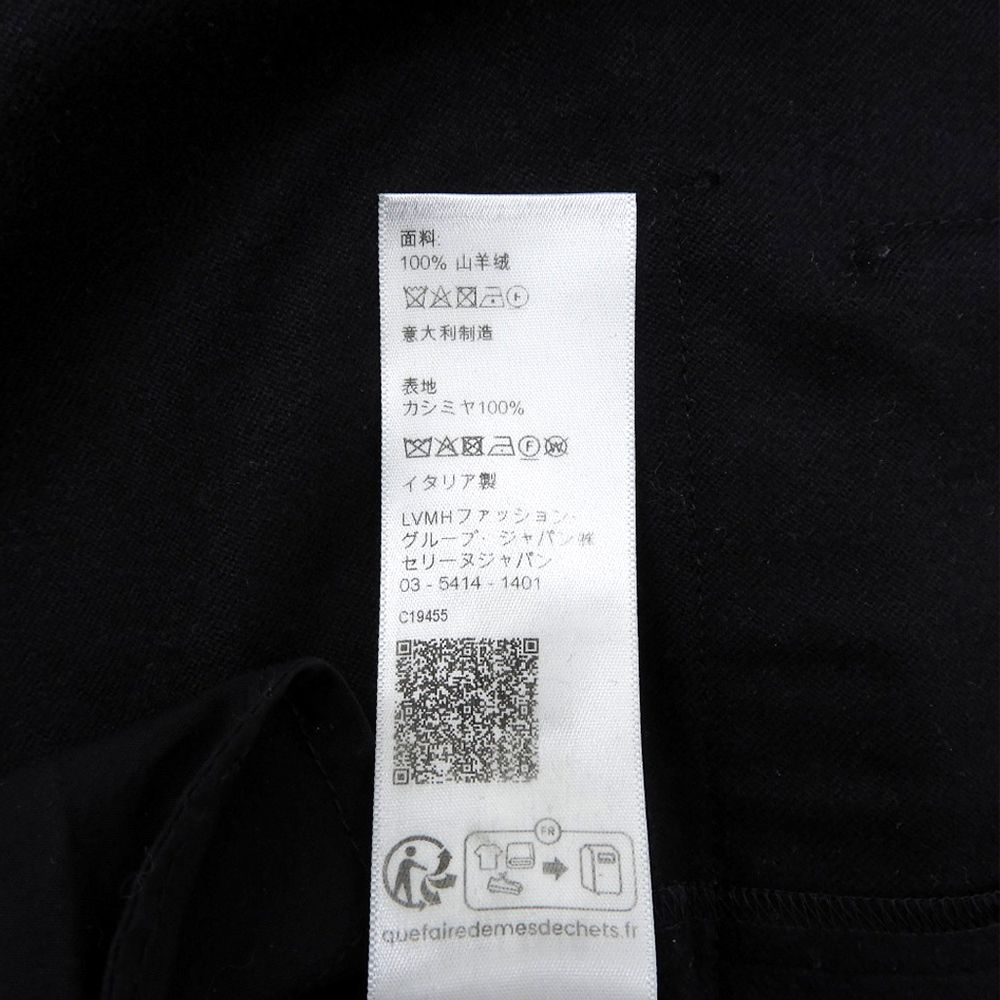 面料:
100% 山羊绒
F
意大利制造
表地
カシミヤ100%
F W
イタリア製
LVMHファッション・
グループ・ジャパン㈱
セリーヌジャパン
03 - 5414 - 1401
C19455
FR
quefairedemesdechets.fr